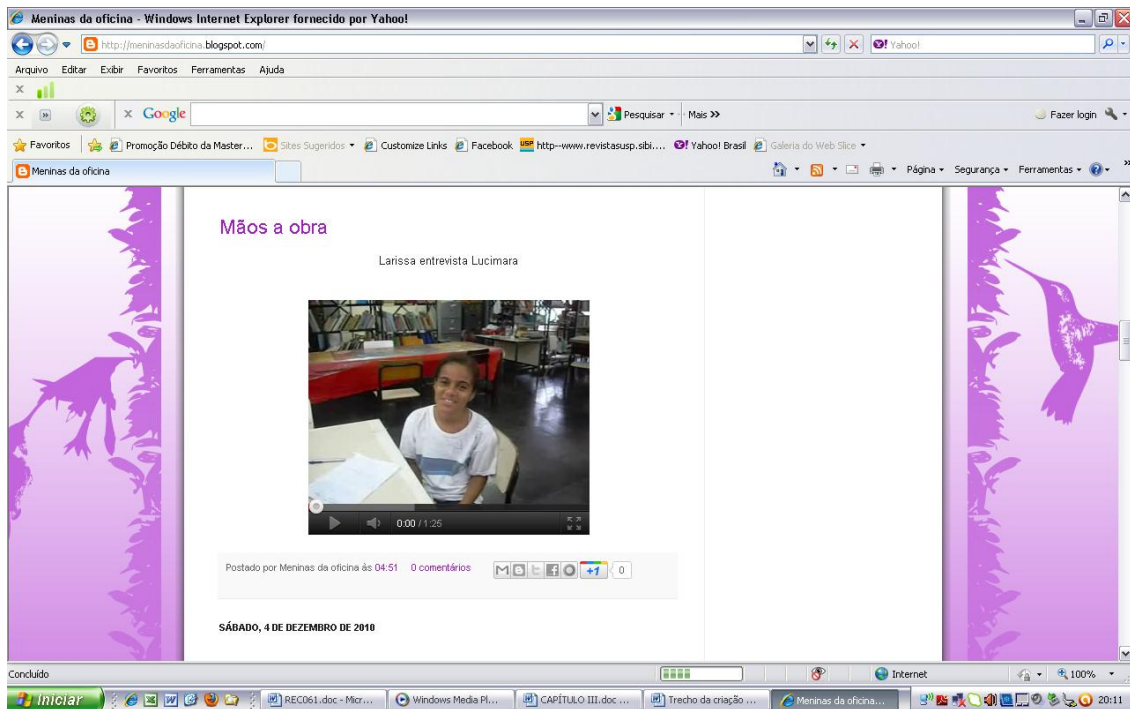 Meninas da oficina - Windows Internet Explorer fornecido por Yahoo!
http://meninasdaoficina.blogspot.com/
Yahoo!
Arquivo Editar Exibir Favoritos Ferramentas Ajuda
Google Pesquisar Mais >> Fazer login
Favoritos Promoção Débito da Master... Sites Sugeridos Customize Links Facebook USP http--www.revistasusp.sibi.... Yahoo! Brasil Galeria do Web Slice
Meninas da oficina Página Segurança Ferramentas
Mãos a obra
Larissa entrevista Lucimara
0:00 / 1:25
Postado por Meninas da oficina às 04:51 0 comentários +1 0
SÁBADO, 4 DE DEZEMBRO DE 2010
Concluído Internet 100%
Iniciar REC061.doc - Micr... Windows Media Pl... CAPÍTULO III.doc ... Trecho da criação ... Meninas da oficina... 20:11